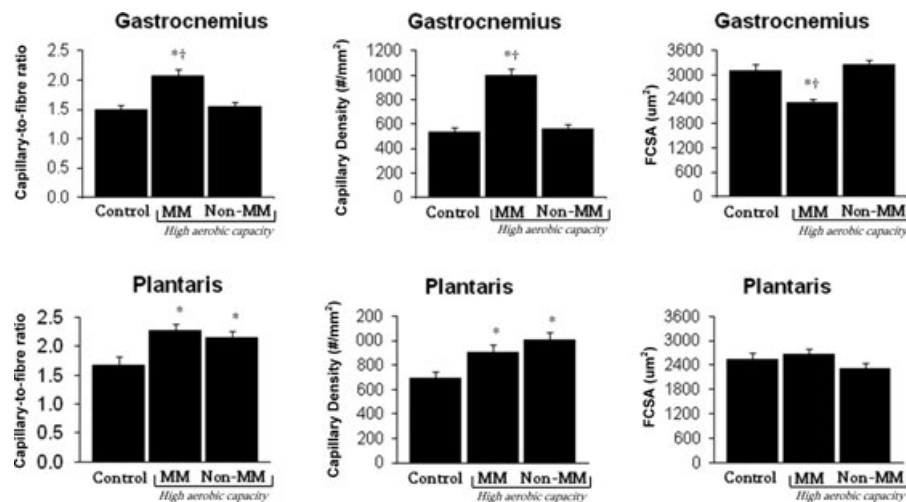 Gastrocnemius
Capillary-to-fibre ratio
2.5
2.0
1.5
1.0
0.5
0.0
*†
Control
MM
Non-MM
High aerobic capacity
Gastrocnemius
Capillary Density (#/mm²)
1200
1000
800
600
400
200
0
*†
Control
MM
Non-MM
High aerobic capacity
Gastrocnemius
FCSA (um²)
3600
3000
2400
1800
1200
600
0
*†
Control
MM
Non-MM
High aerobic capacity
Plantaris
Capillary-to-fibre ratio
2.5
2.0
1.5
1.0
0.5
0.0
*
*
Control
MM
Non-MM
High aerobic capacity
Plantaris
Capillary Density (#/mm²)
200
000
800
600
400
200
0
*
*
Control
MM
Non-MM
High aerobic capacity
Plantaris
FCSA (um²)
3600
3000
2400
1800
1200
600
0
Control
MM
Non-MM
High aerobic capacity